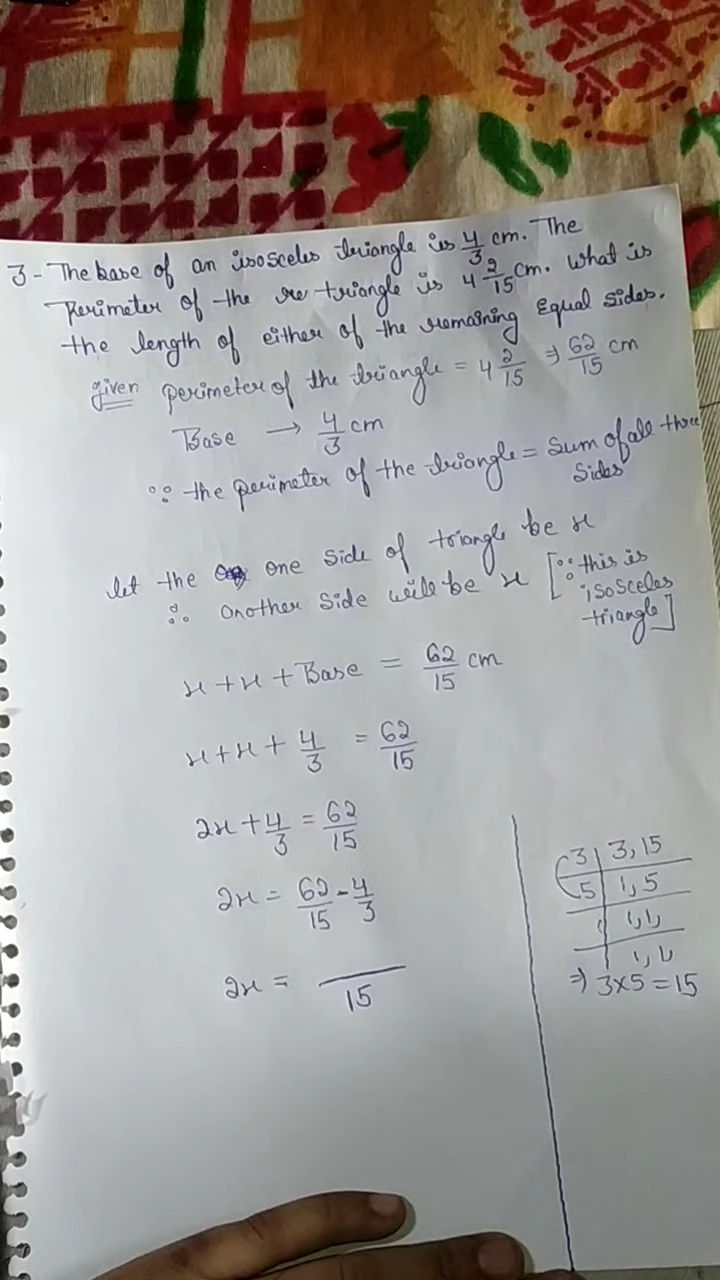 3- The base of an isosceles triangle is 4/3 cm. The
Perimeter of the re triangle is 4 2/15 cm. What is
the length of either of the remaining Equal sides.
given perimeter of the triangle = 4 2/15 ⇒ 62/15 cm
Base → 4/3 cm
∵ the perimeter of the triangle = Sum of all three
Sides
let the one side of triangle be x
∴ another side will be x [∵ this is
isosceles
triangle]
x + x + Base = 62/15 cm
x + x + 4/3 = 62/15
2x + 4/3 = 62/15
2x = 62/15 - 4/3
2x = /15
3 | 3, 15
5 | 1, 5
1, 1,
1, 1
⇒ 3×5 = 15